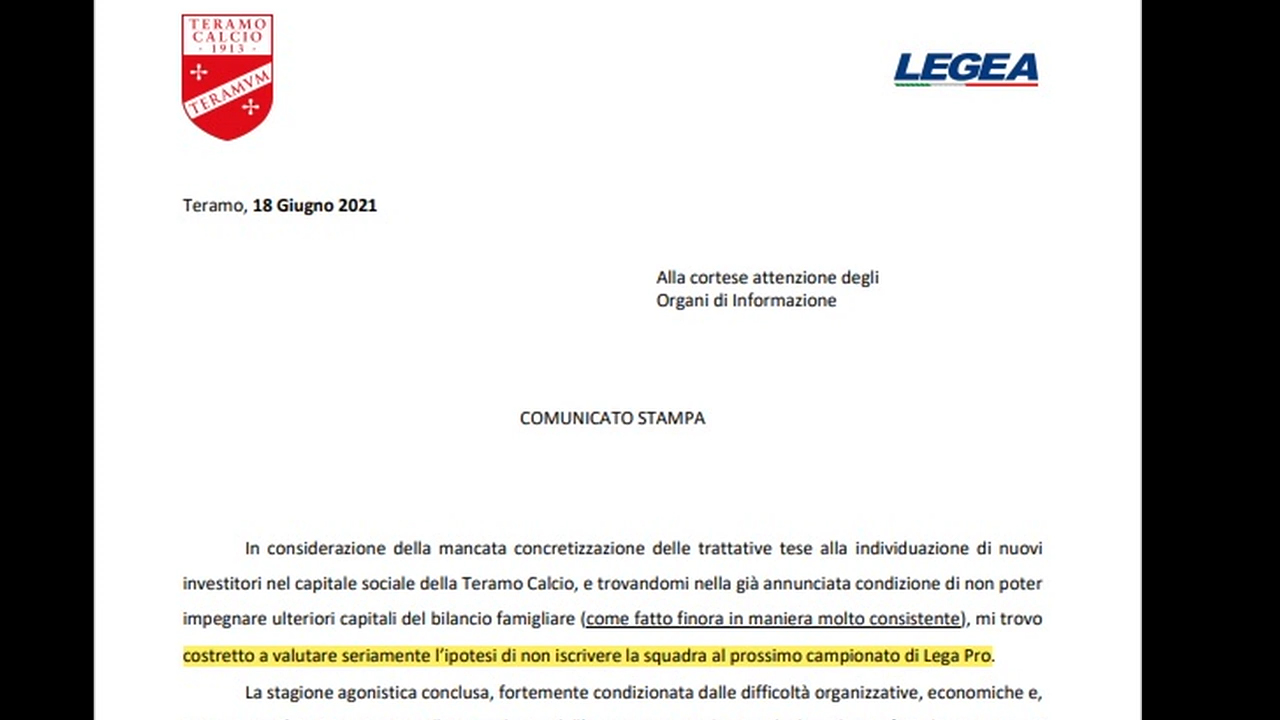 TERAMO
CALCIO
- 1913 -
TERAMVM
LEGEA
Teramo, 18 Giugno 2021
Alla cortese attenzione degli
Organi di Informazione
COMUNICATO STAMPA
In considerazione della mancata concretizzazione delle trattative tese alla individuazione di nuovi
investitori nel capitale sociale della Teramo Calcio, e trovandomi nella già annunciata condizione di non poter
impegnare ulteriori capitali del bilancio famigliare (come fatto finora in maniera molto consistente), mi trovo
costretto a valutare seriamente l’ipotesi di non iscrivere la squadra al prossimo campionato di Lega Pro.
La stagione agonistica conclusa, fortemente condizionata dalle difficoltà organizzative, economiche e,